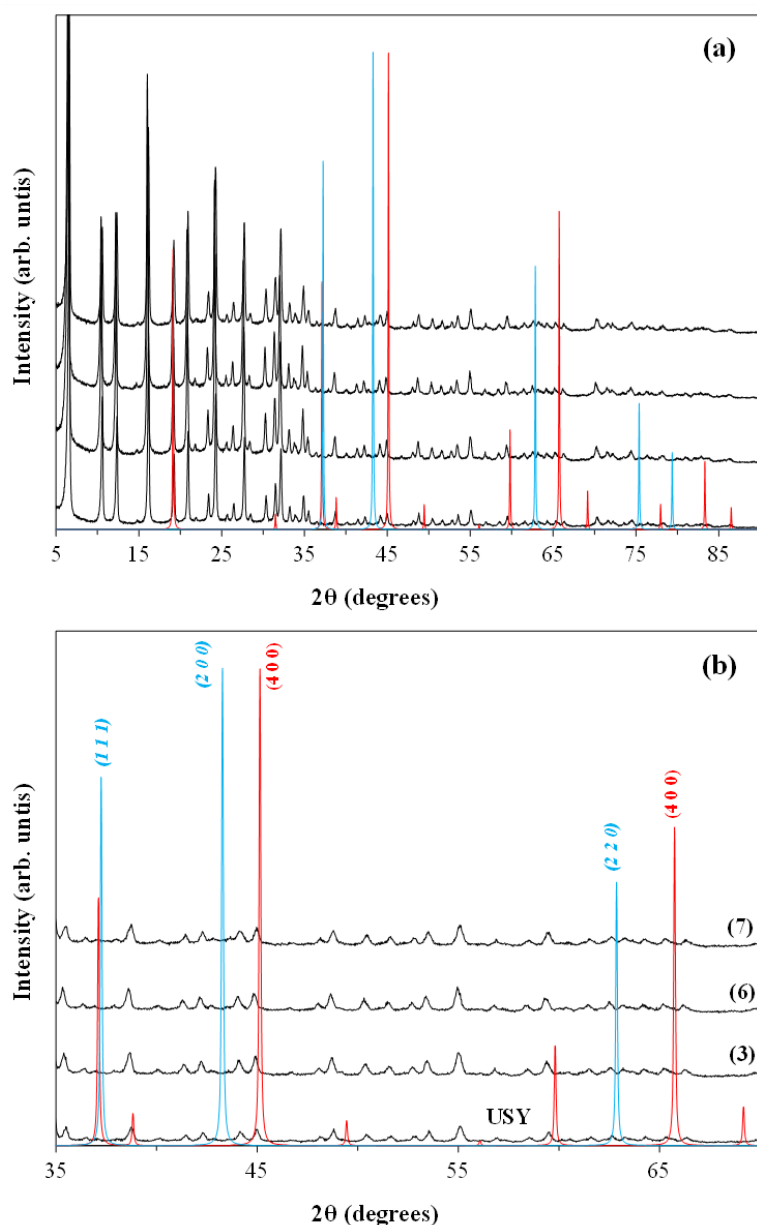 (a)
Intensity (arb. untis)
5 15 25 35 45 55 65 75 85
2θ (degrees)
(b)
(1 1 1)
(2 0 0)
(4 0 0)
(2 2 0)
(4 0 0)
Intensity (arb. untis)
(7)
(6)
(3)
USY
35 45 55 65
2θ (degrees)